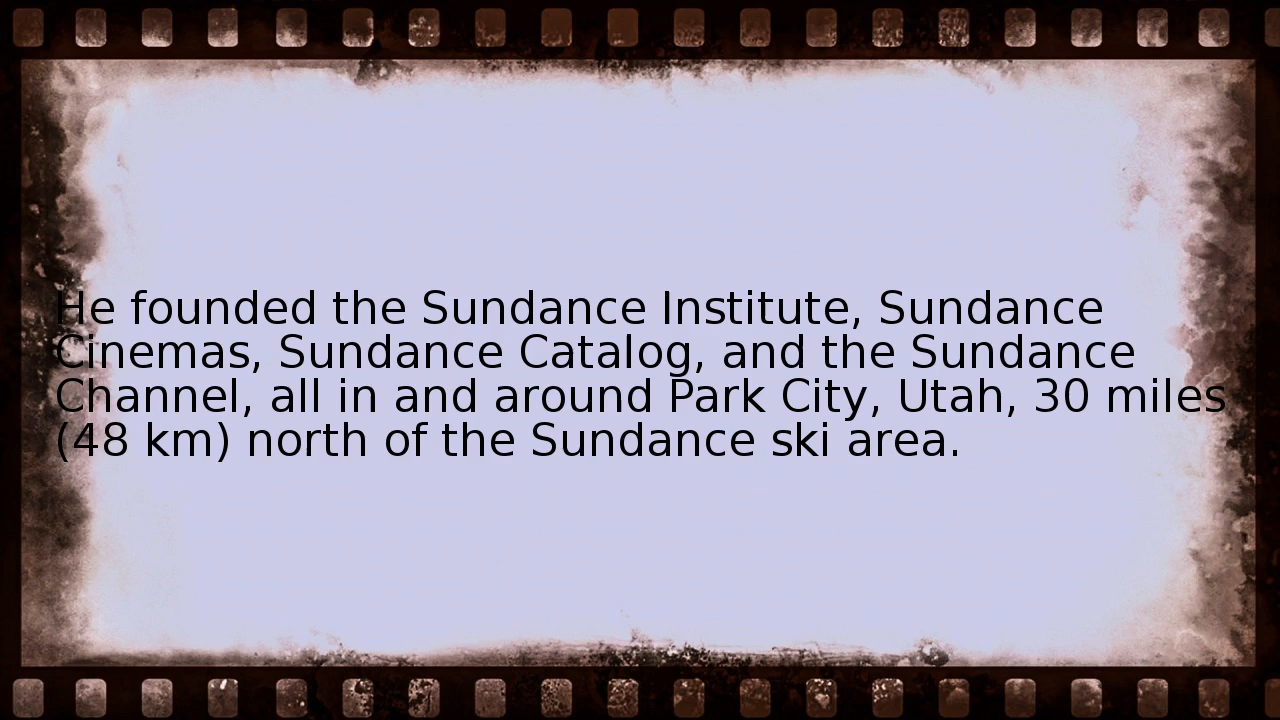 He founded the Sundance Institute, Sundance
Cinemas, Sundance Catalog, and the Sundance
Channel, all in and around Park City, Utah, 30 miles
(48 km) north of the Sundance ski area.